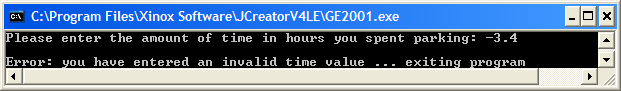 C:\Program Files\Xinox Software\JCreatorV4LE\GE2001.exe
Please enter the amount of time in hours you spent parking: -3.4
Error: you have entered an invalid time value ... exiting program